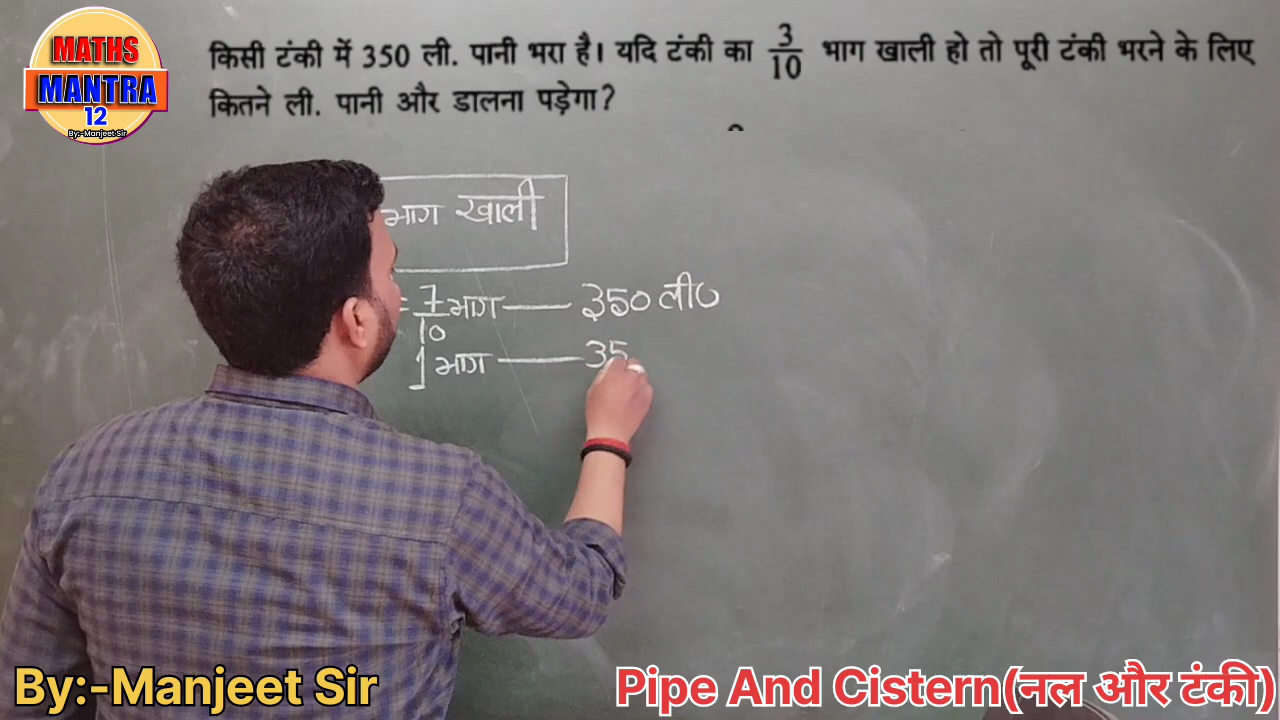 MATHS
MANTRA
12
By:-Manjeet Sir
किसी टंकी में 350 ली. पानी भरा है। यदि टंकी का 3/10 भाग खाली हो तो पूरी टंकी भरने के लिए
कितने ली. पानी और डालना पड़ेगा?
भाग खाली
= 7/10 भाग — 350 ली०
1 भाग — 35
By:-Manjeet Sir
Pipe And Cistern(नल और टंकी)